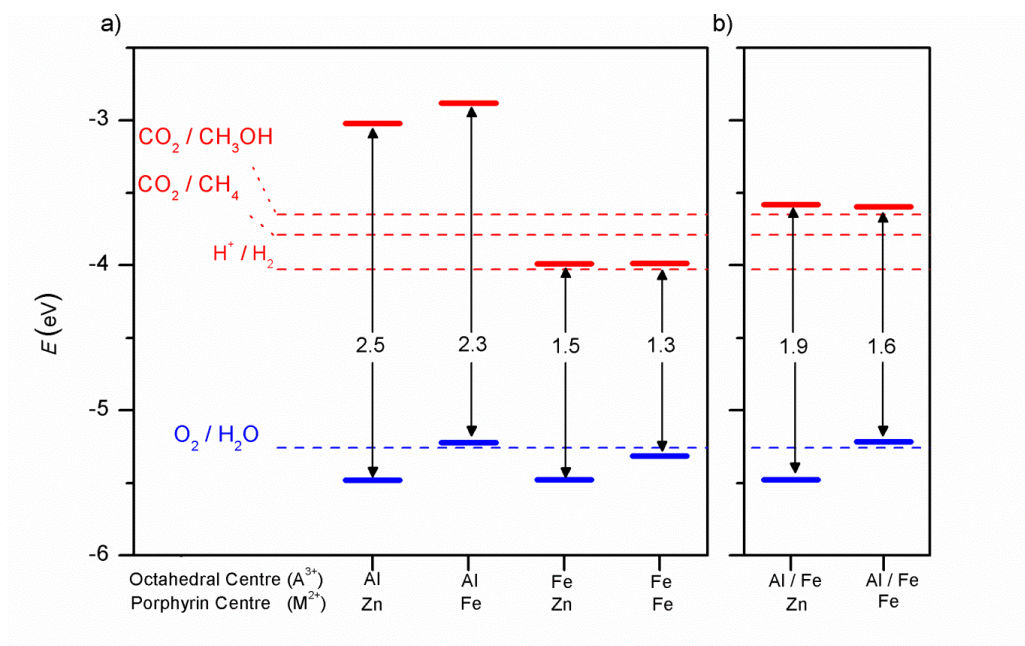 a)
b)
-3
-4
-5
-6
E (eV)
CO2 / CH3OH
CO2 / CH4
H+ / H2
O2 / H2O
2.5
2.3
1.5
1.3
1.9
1.6
Octahedral Centre (A3+) Al Al Fe Fe Al / Fe Al / Fe
Porphyrin Centre (M2+) Zn Fe Zn Fe Zn Fe